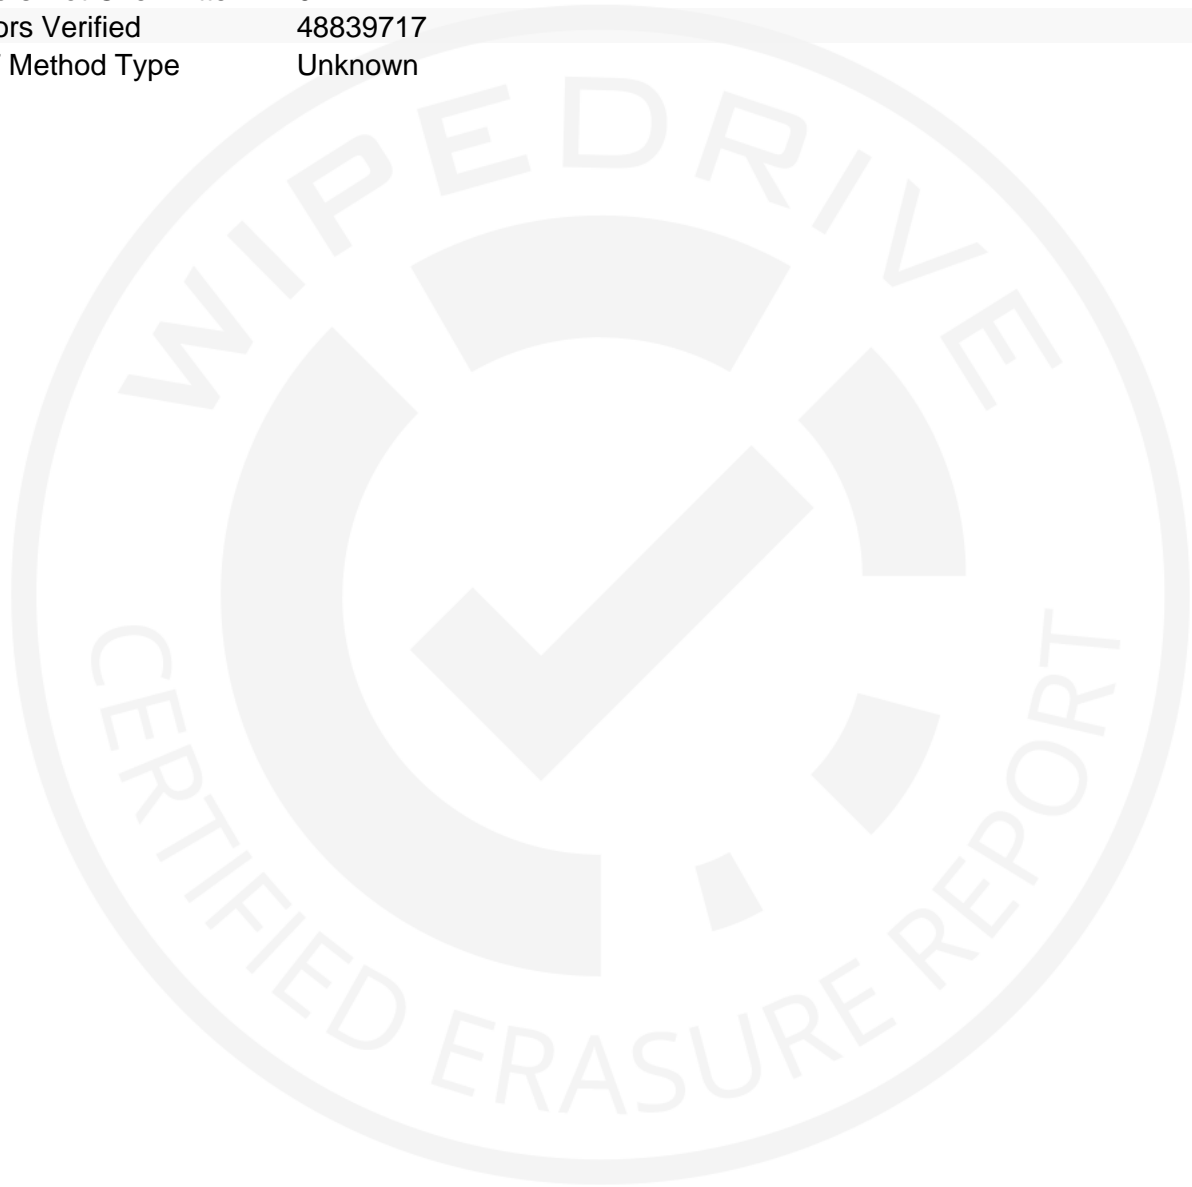 ors Verified 48839717
Method Type Unknown
WIPEDRIVE
CERTIFIED ERASURE REPORT